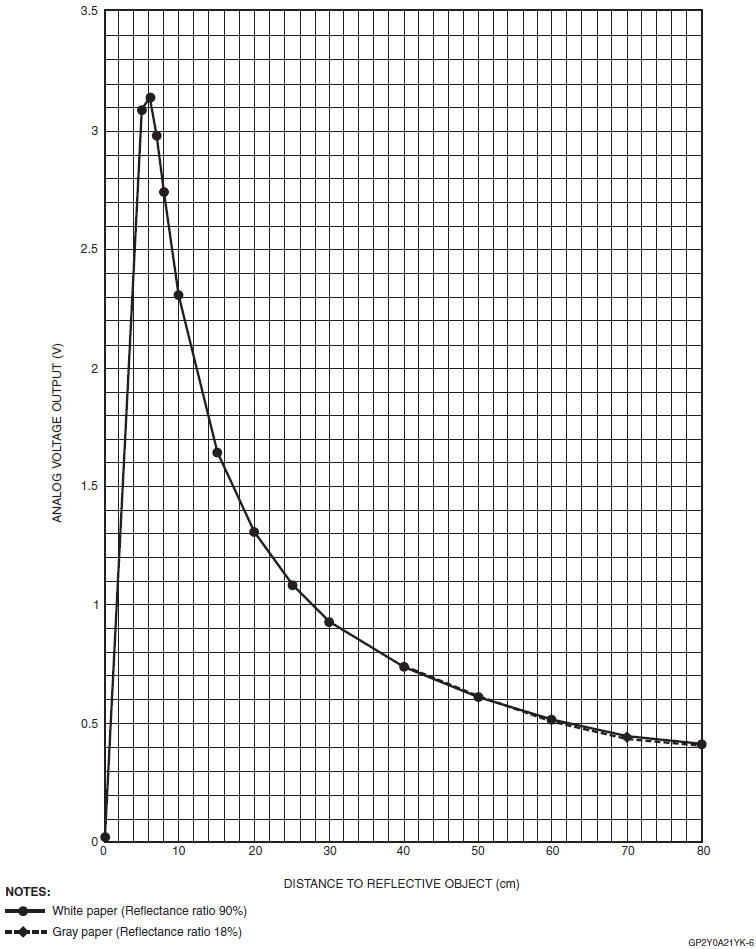 3.5
3
2.5
2
1.5
1
0.5
0
ANALOG VOLTAGE OUTPUT (V)
0 10 20 30 40 50 60 70 80
DISTANCE TO REFLECTIVE OBJECT (cm)
NOTES:
White paper (Reflectance ratio 90%)
Gray paper (Reflectance ratio 18%)
GP2Y0A21YK-6